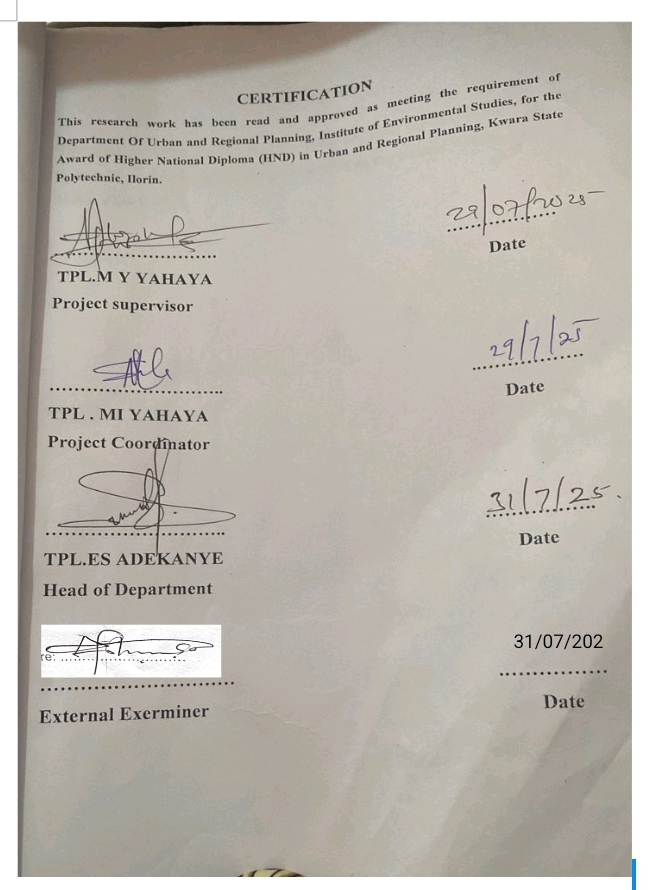 CERTIFICATION
This research work has been read and approved as meeting the requirement of
Department Of Urban and Regional Planning, Institute of Environmental Studies, for the
Award of Higher National Diploma (HND) in Urban and Regional Planning, Kwara State
Polytechnic, Ilorin.
29/07/2025
Date
TPL.M Y YAHAYA
Project supervisor
29/7/25
Date
TPL . MI YAHAYA
Project Coordinator
31/7/25.
Date
TPL.ES ADEKANYE
Head of Department
re:
31/07/202
External Exerminer
Date